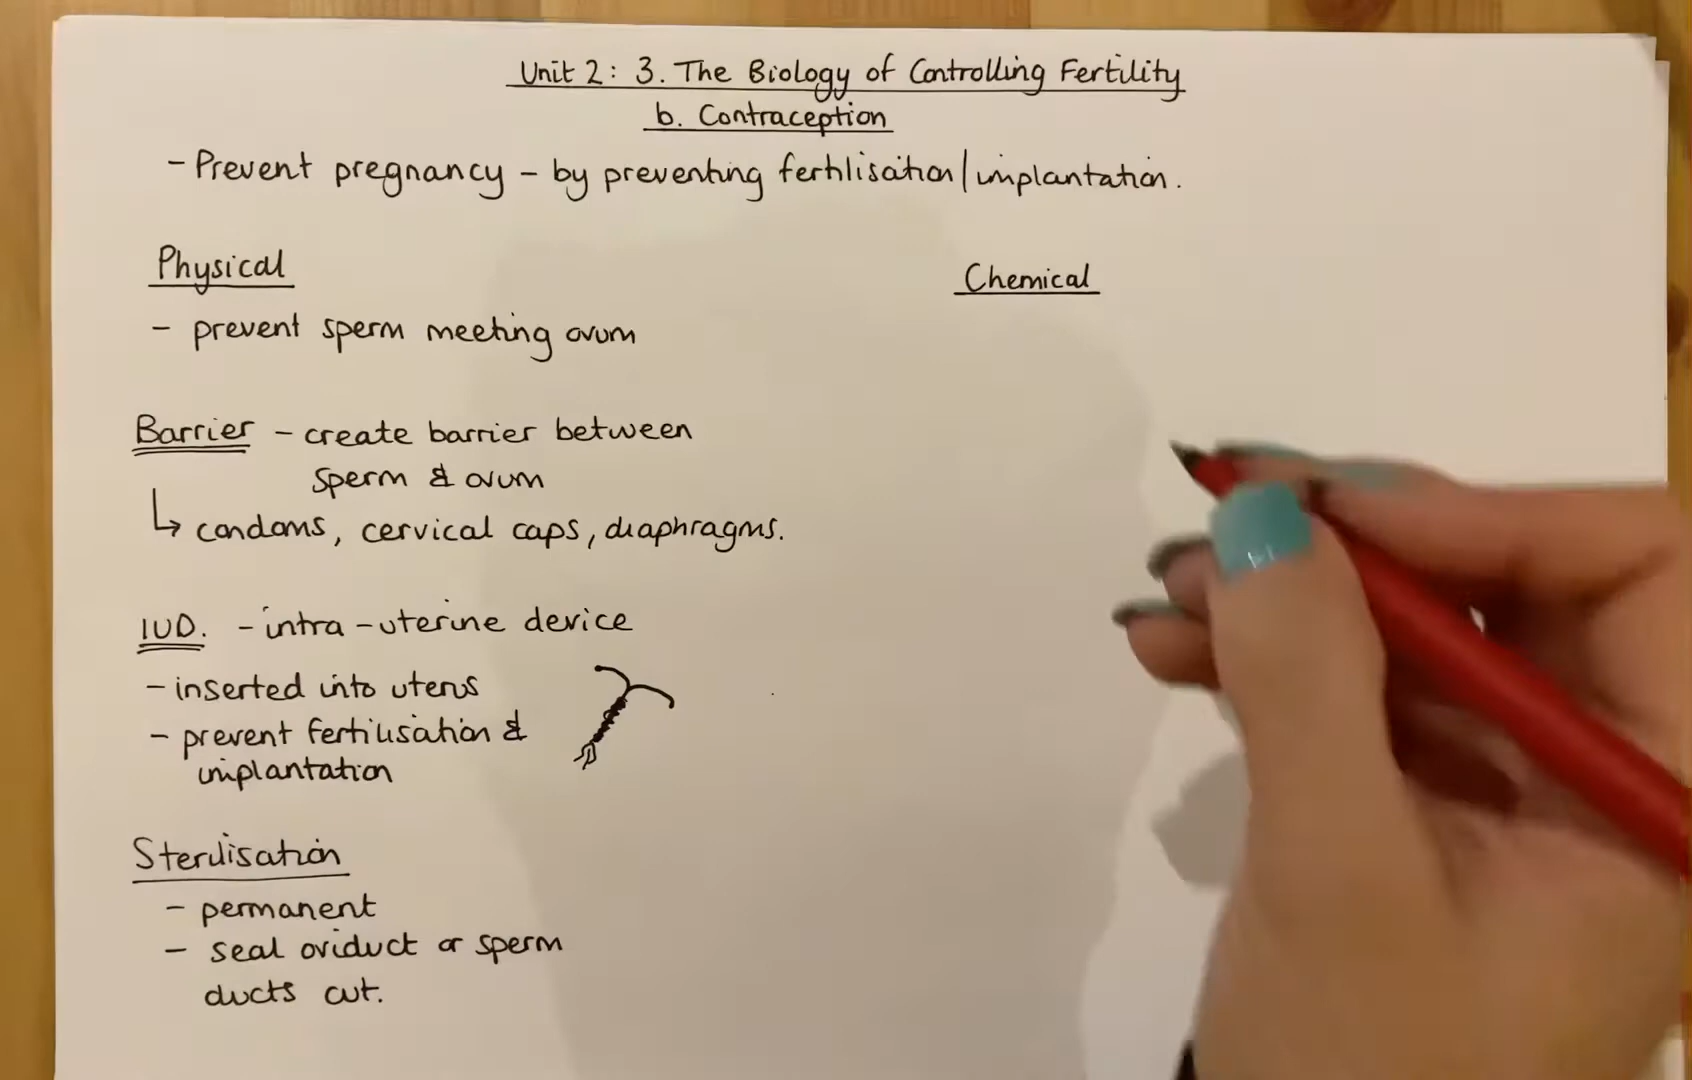 Unit 2: 3. The Biology of Controlling Fertility
b. Contraception
- Prevent pregnancy - by preventing fertilisation/implantation.
Physical
- prevent sperm meeting ovum
Barrier - create barrier between
sperm & ovum
↳ condoms, cervical caps, diaphragms.
IUD. - intra-uterine device
- inserted into uterus
- prevent fertilisation &
implantation
Sterilisation
- permanent
- seal oviduct or sperm
ducts cut.
Chemical